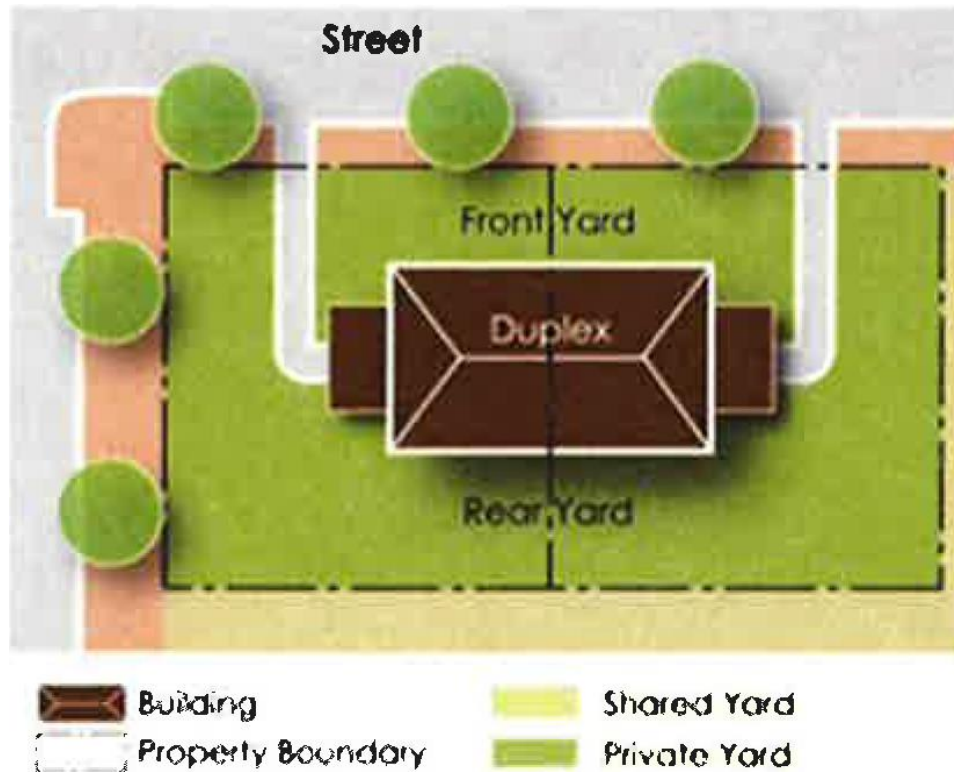 Street
Front Yard
Duplex
Rear Yard
Building
Shared Yard
Property Boundary
Private Yard